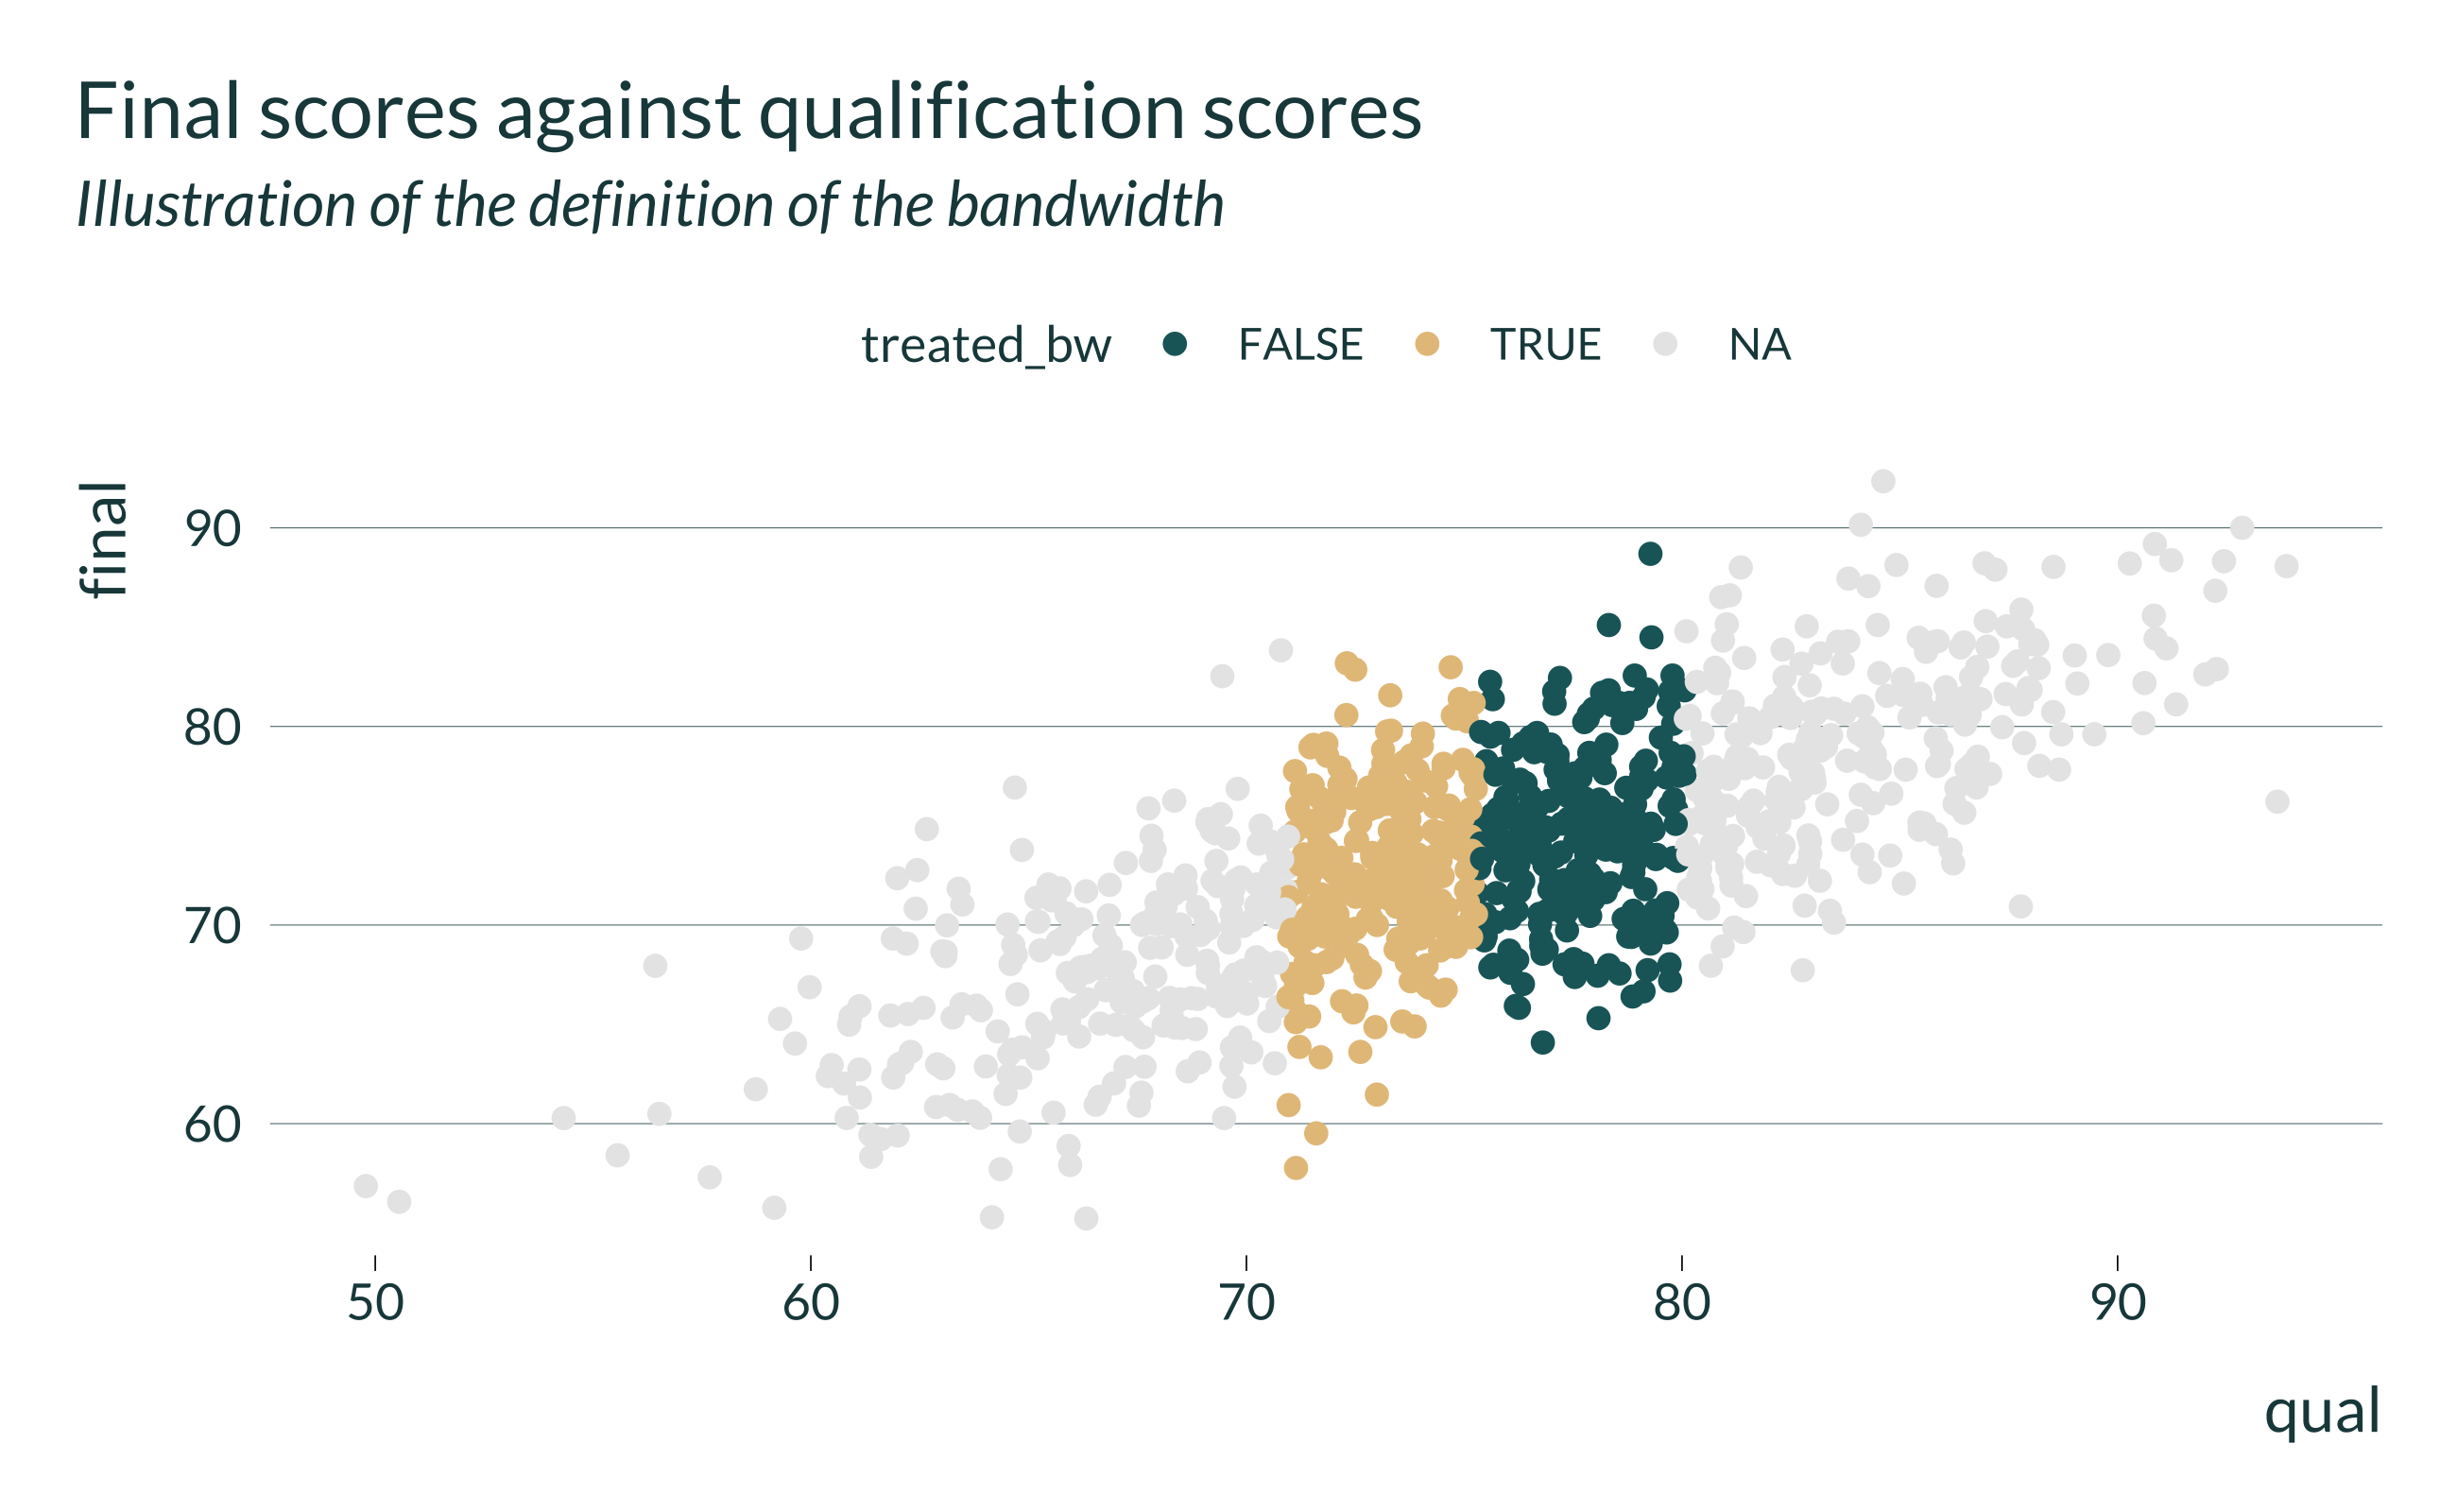 Final scores against qualification scores
Illustration of the definition of the bandwidth
treated_bw FALSE TRUE NA
final
90
80
70
60
50 60 70 80 90
qual